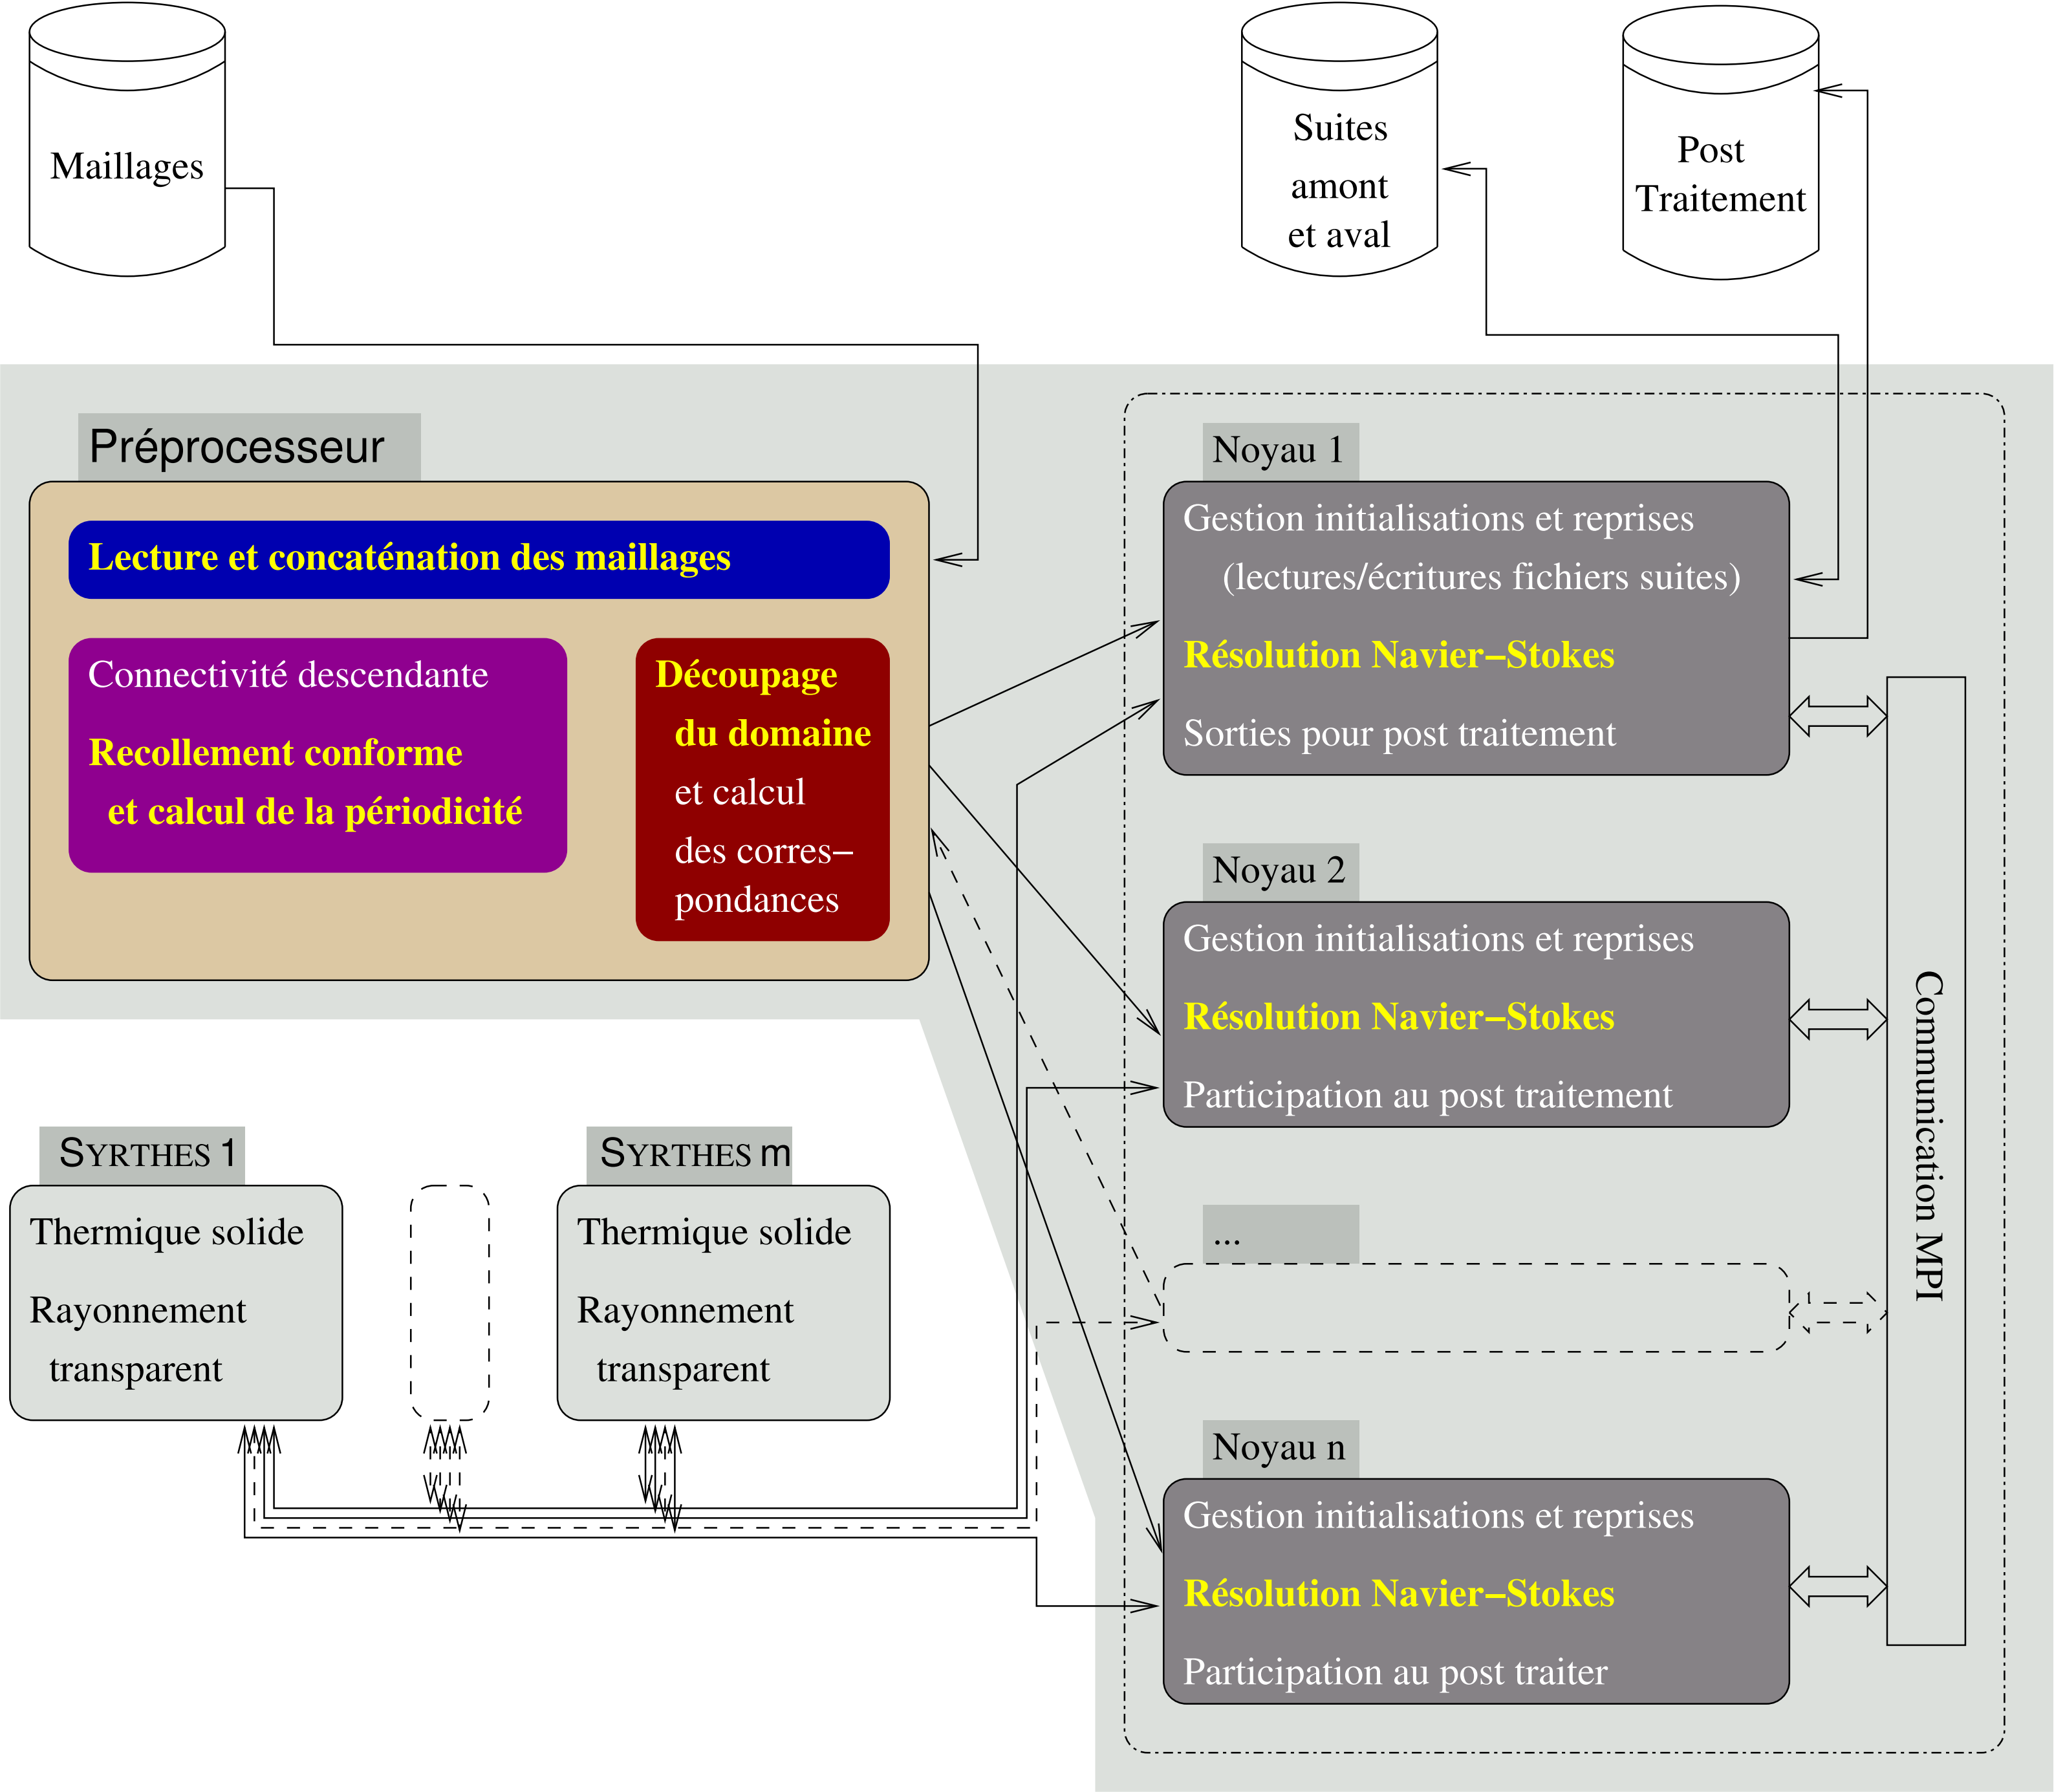 Maillages
Suites
amont
et aval
Post
Traitement
Préprocesseur
Lecture et concaténation des maillages
Connectivité descendante
Recollement conforme
et calcul de la périodicité
Découpage
du domaine
et calcul
des corres–
pondances
Noyau 1
Gestion initialisations et reprises
(lectures/écritures fichiers suites)
Résolution Navier–Stokes
Sorties pour post traitement
Noyau 2
Gestion initialisations et reprises
Résolution Navier–Stokes
Participation au post traitement
...
Noyau n
Gestion initialisations et reprises
Résolution Navier–Stokes
Participation au post traiter
Communication MPI
SYRTHES 1
Thermique solide
Rayonnement
transparent
SYRTHES m
Thermique solide
Rayonnement
transparent